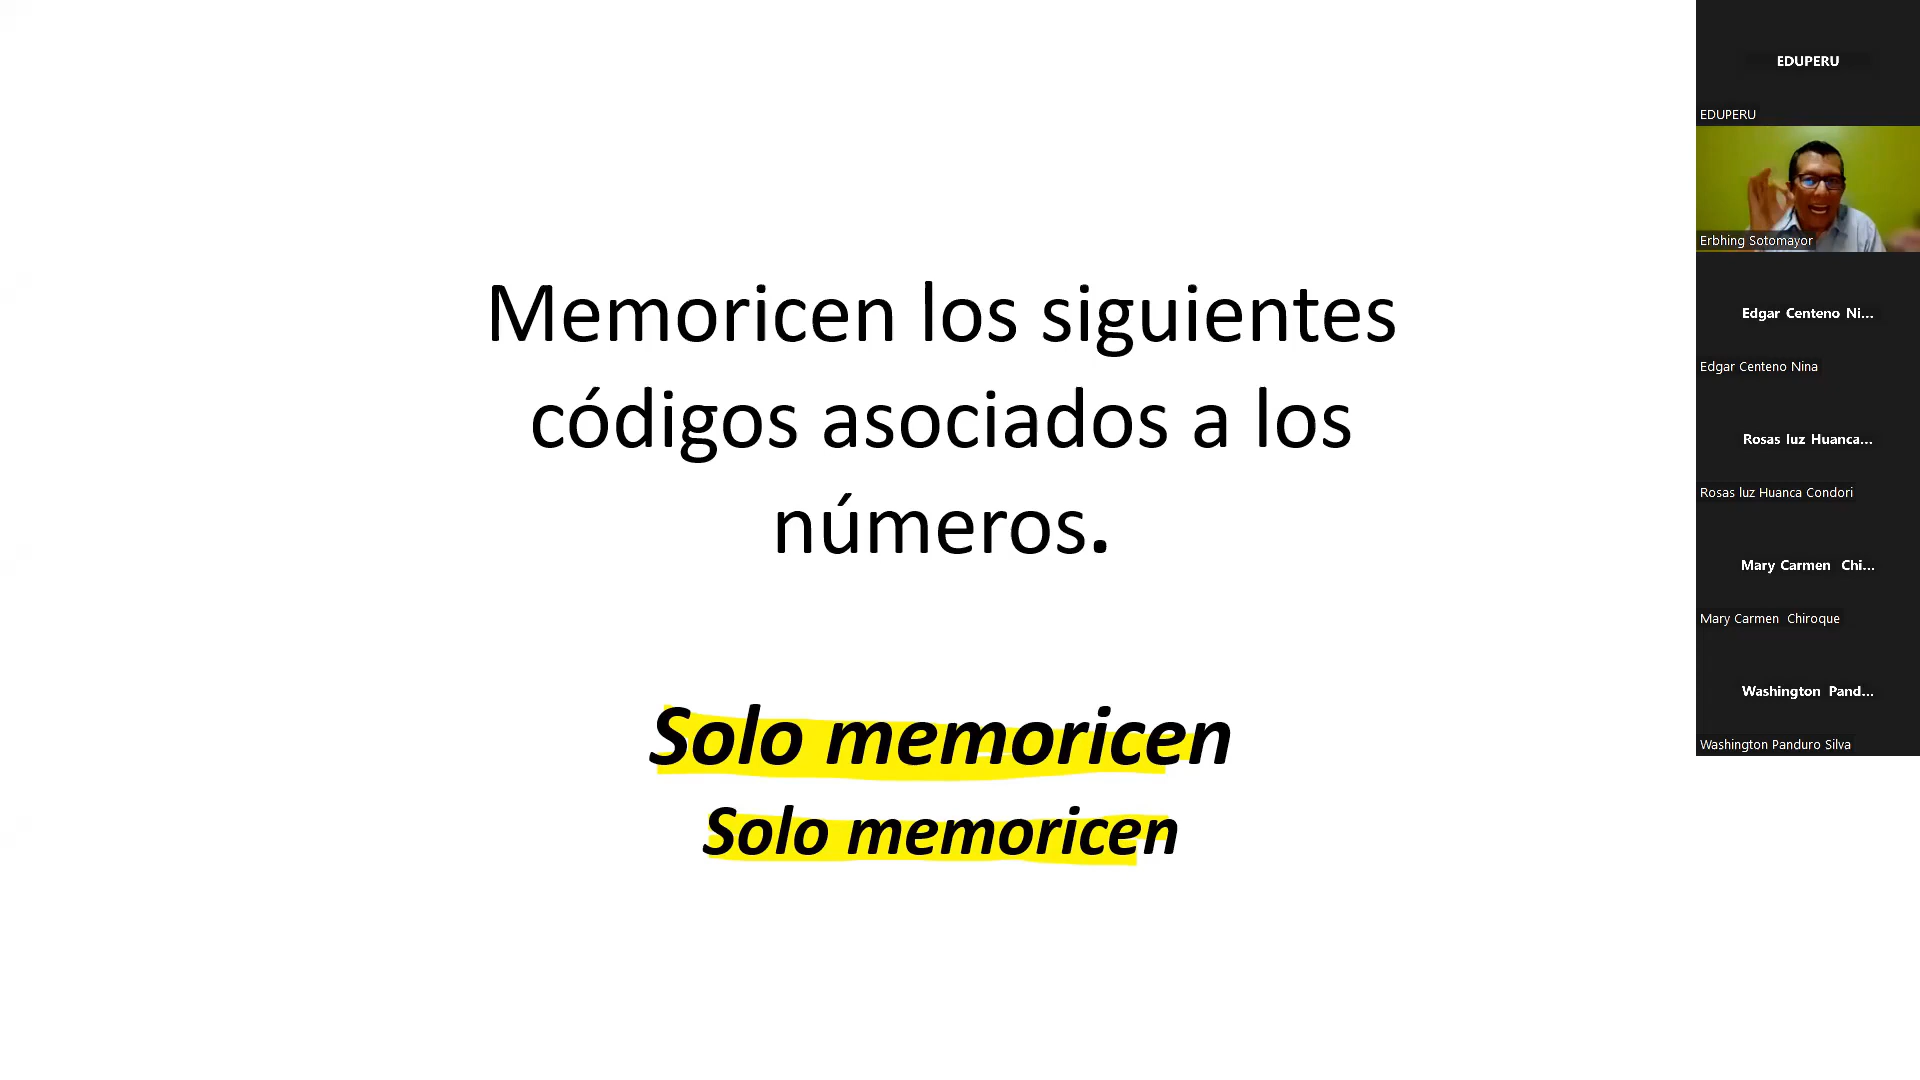 Memoricen los siguientes
códigos asociados a los
números.
Solo memoricen
Solo memoricen
EDUPERU
EDUPERU
Erbhing Sotomayor
Edgar Centeno Ni...
Edgar Centeno Nina
Rosas luz Huanca...
Rosas luz Huanca Condori
Mary Carmen  Chi...
Mary Carmen  Chiroque
Washington Pand...
Washington Panduro Silva